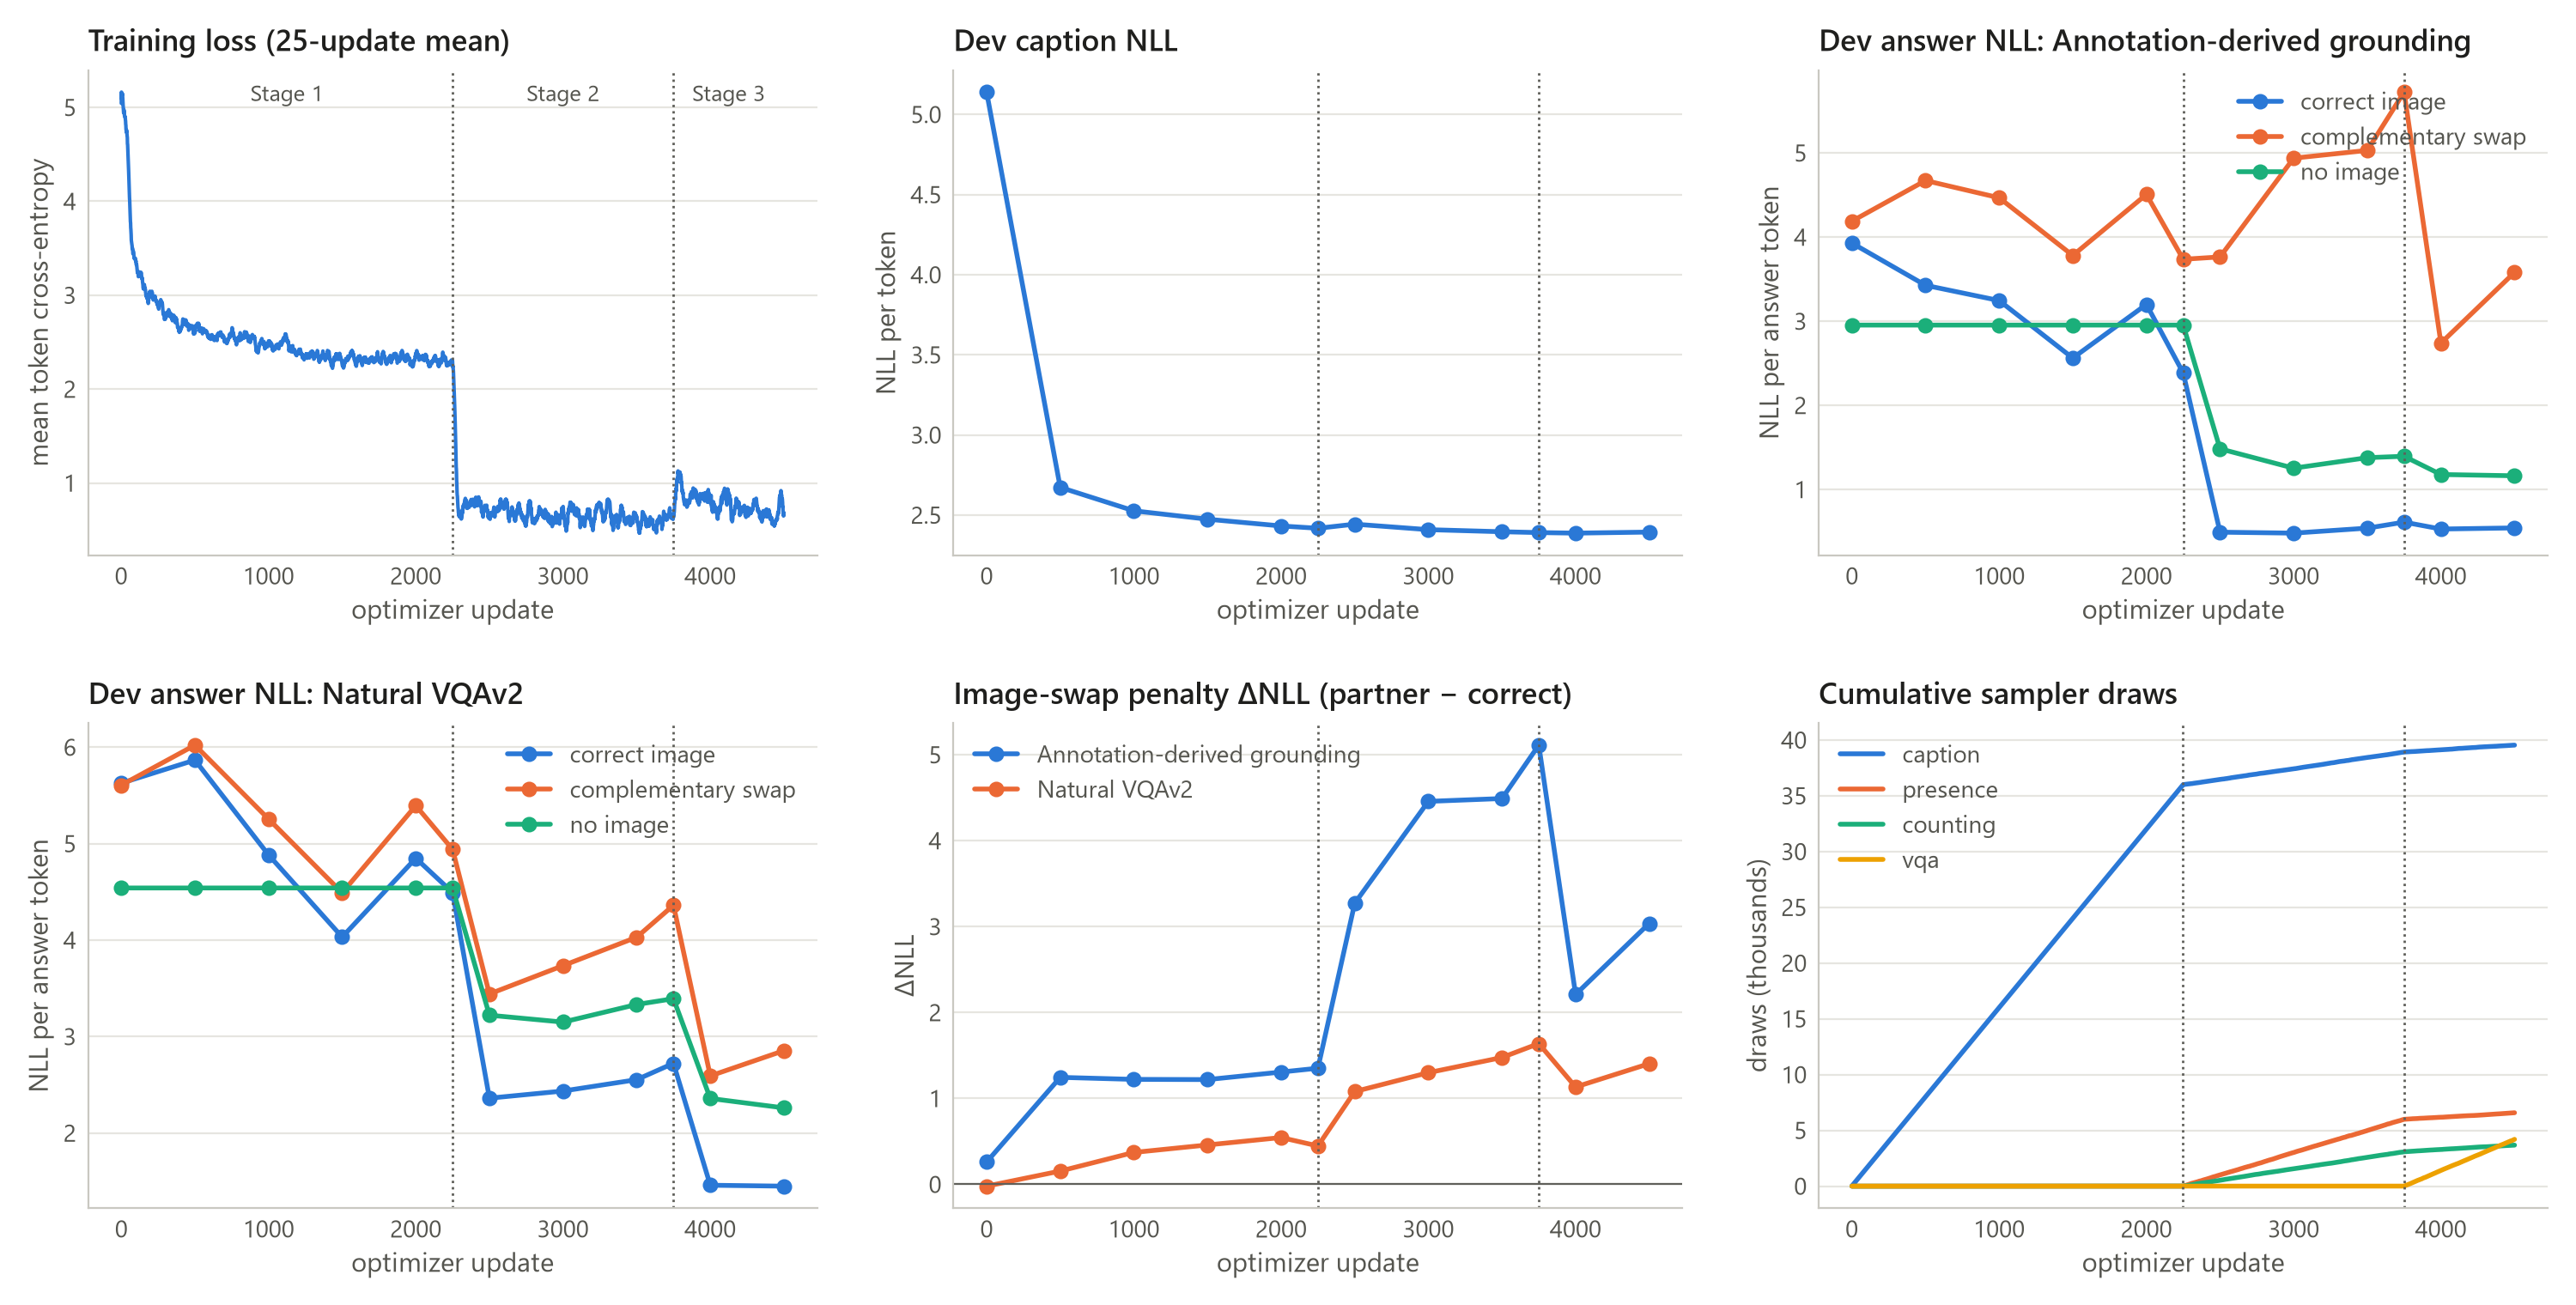 Training loss (25-update mean)
Stage 1
Stage 2
Stage 3
5
4
3
2
1
mean token cross-entropy
0
1000
2000
3000
4000
optimizer update
Dev caption NLL
5.0
4.5
4.0
3.5
3.0
2.5
NLL per token
0
1000
2000
3000
4000
optimizer update
Dev answer NLL: Annotation-derived grounding
correct image
complementary swap
no image
5
4
3
2
1
NLL per answer token
0
1000
2000
3000
4000
optimizer update
Dev answer NLL: Natural VQAv2
correct image
complementary swap
no image
6
5
4
3
2
NLL per answer token
0
1000
2000
3000
4000
optimizer update
Image-swap penalty ΔNLL (partner − correct)
Annotation-derived grounding
Natural VQAv2
5
4
3
2
1
0
ΔNLL
0
1000
2000
3000
4000
optimizer update
Cumulative sampler draws
caption
presence
counting
vqa
40
35
30
25
20
15
10
5
0
draws (thousands)
0
1000
2000
3000
4000
optimizer update